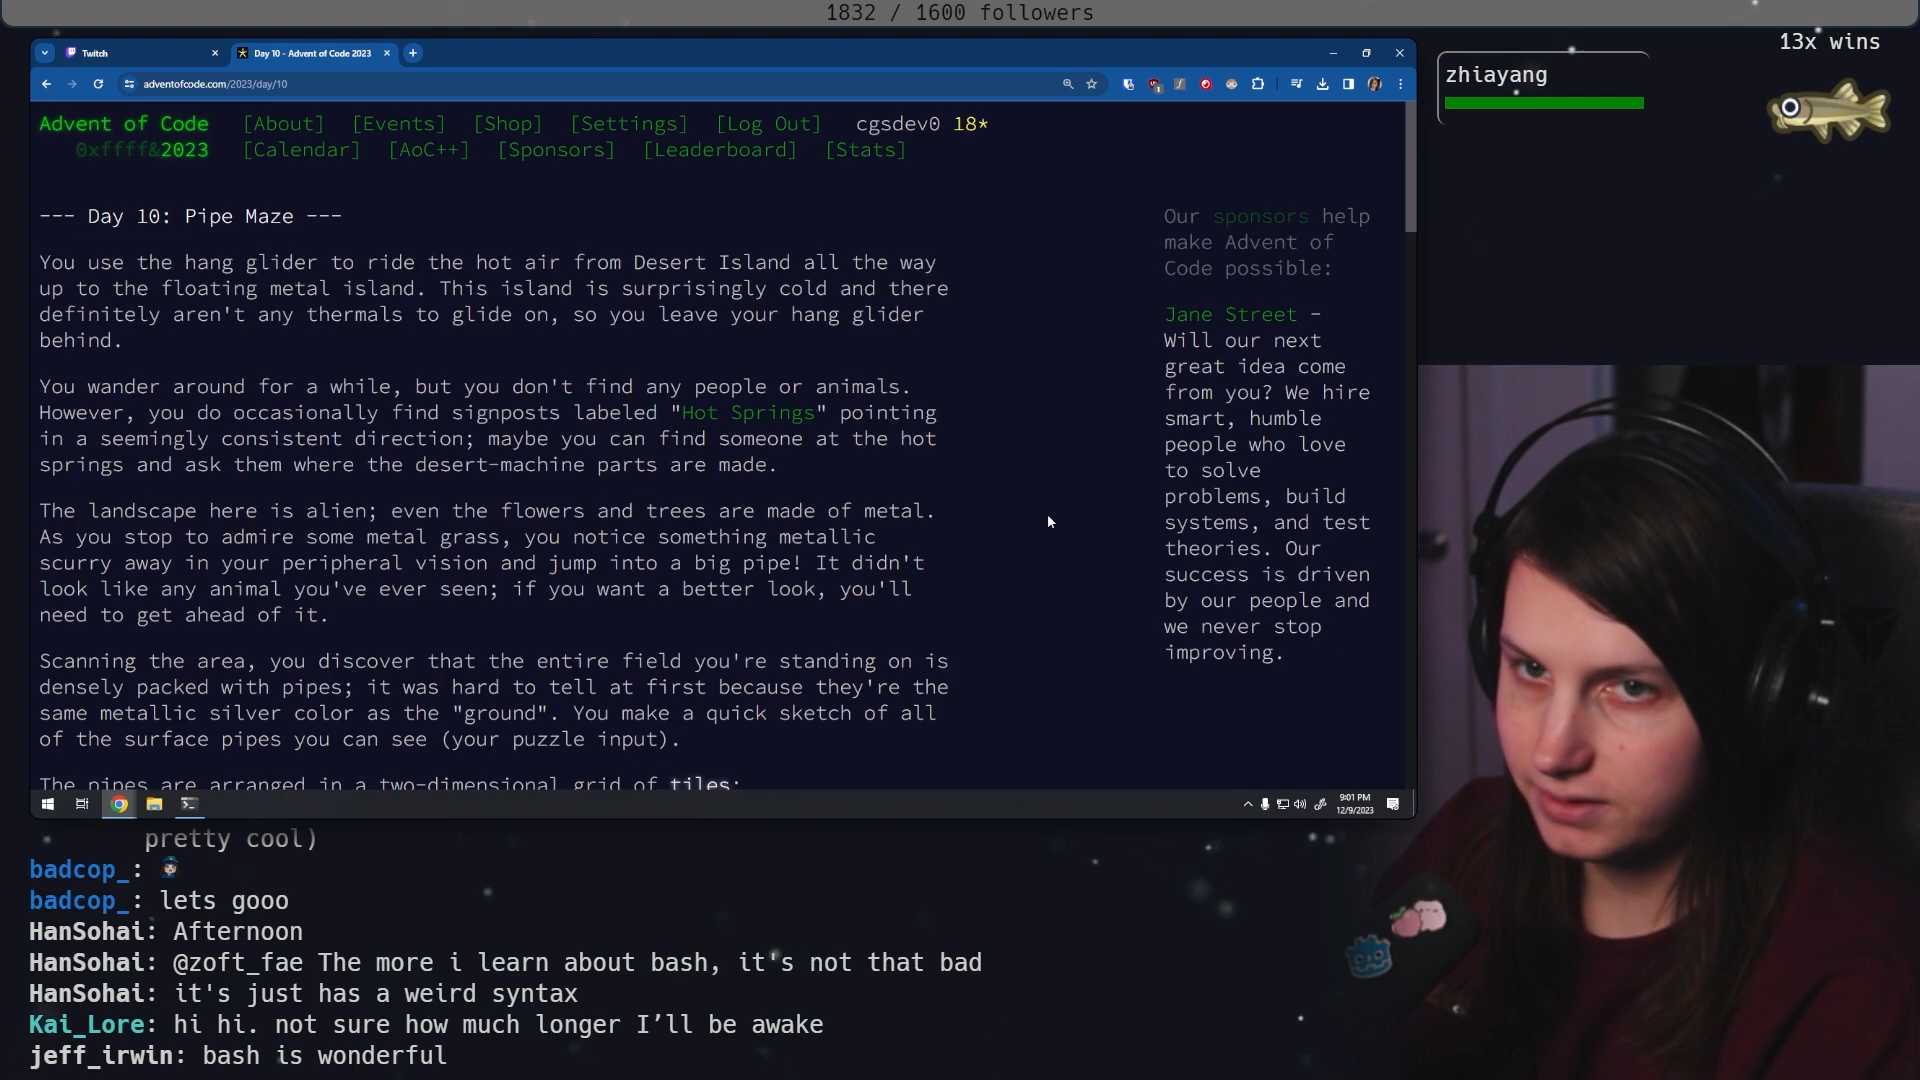 1832 / 1600 followers
13x wins
zhiayang
Twitch
Day 10 - Advent of Code 2023
adventofcode.com/2023/day/10
Advent of Code [About] [Events] [Shop] [Settings] [Log Out] cgsdev0 18*
0xffff&2023 [Calendar] [AoC++] [Sponsors] [Leaderboard] [Stats]
--- Day 10: Pipe Maze ---
You use the hang glider to ride the hot air from Desert Island all the way
up to the floating metal island. This island is surprisingly cold and there
definitely aren't any thermals to glide on, so you leave your hang glider
behind.
You wander around for a while, but you don't find any people or animals.
However, you do occasionally find signposts labeled "Hot Springs" pointing
in a seemingly consistent direction; maybe you can find someone at the hot
springs and ask them where the desert-machine parts are made.
The landscape here is alien; even the flowers and trees are made of metal.
As you stop to admire some metal grass, you notice something metallic
scurry away in your peripheral vision and jump into a big pipe! It didn't
look like any animal you've ever seen; if you want a better look, you'll
need to get ahead of it.
Scanning the area, you discover that the entire field you're standing on is
densely packed with pipes; it was hard to tell at first because they're the
same metallic silver color as the "ground". You make a quick sketch of all
of the surface pipes you can see (your puzzle input).
The pipes are arranged in a two-dimensional grid of tiles:
Our sponsors help
make Advent of
Code possible:
Jane Street -
Will our next
great idea come
from you? We hire
smart, humble
people who love
to solve
problems, build
systems, and test
theories. Our
success is driven
by our people and
we never stop
improving.
9:01 PM
12/9/2023
pretty cool)
badcop_:
badcop_: lets gooo
HanSohai: Afternoon
HanSohai: @zoft_fae The more i learn about bash, it's not that bad
HanSohai: it's just has a weird syntax
Kai_Lore: hi hi. not sure how much longer I’ll be awake
jeff_irwin: bash is wonderful